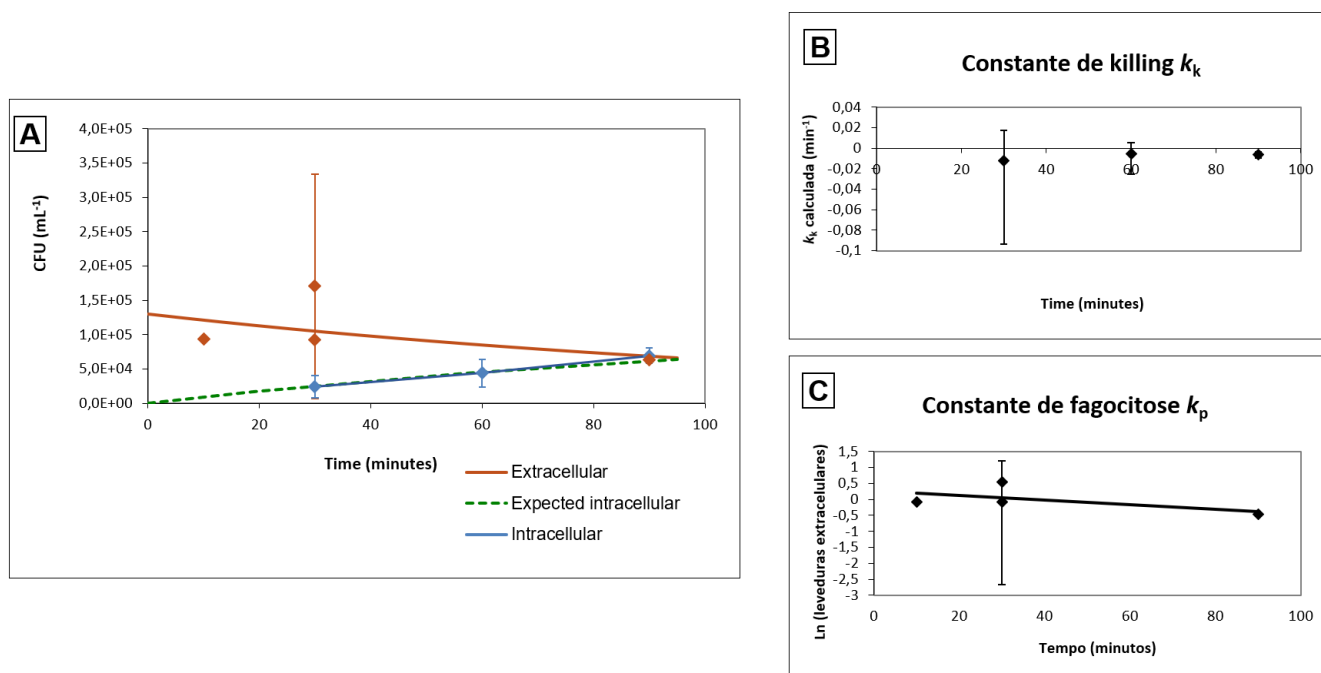 A
4,0E+05
3,5E+05
3,0E+05
2,5E+05
2,0E+05
1,5E+05
1,0E+05
5,0E+04
0,0E+00
CFU (mL⁻¹)
0 20 40 60 80 100
Time (minutes)
Extracellular
Expected intracellular
Intracellular
B
Constante de killing kₖ
0,04
0,02
0
-0,02
-0,04
-0,06
-0,08
-0,1
kₖ calculada (min⁻¹)
0 20 40 60 80 100
Time (minutes)
C
Constante de fagocitose kₚ
1,5
1
0,5
0
-0,5
-1
-1,5
-2
-2,5
-3
Ln (leveduras extracelulares)
0 20 40 60 80 100
Tempo (minutos)